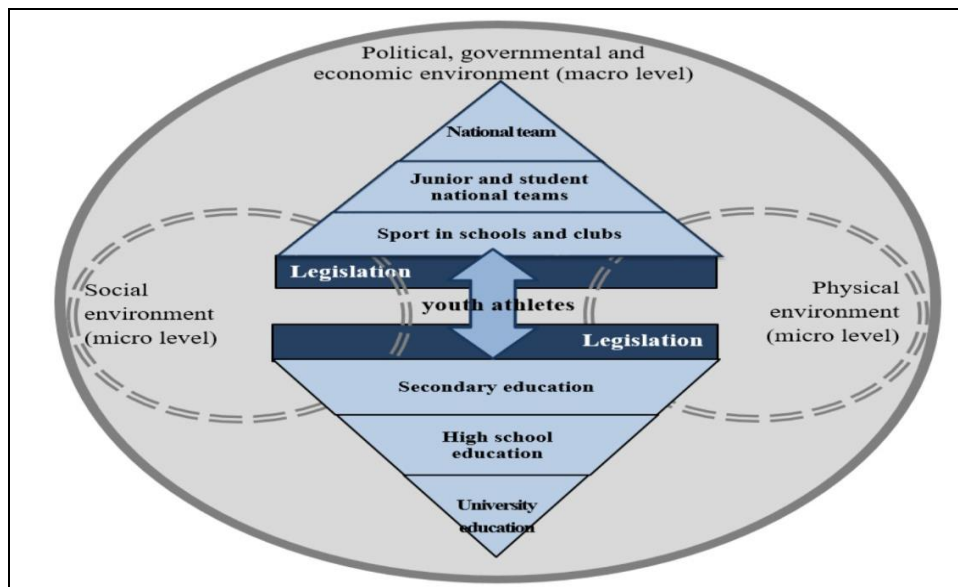 Political, governmental and
economic environment (macro level)
National team
Junior and student
national teams
Sport in schools and clubs
Legislation
Social
environment
(micro level)
youth athletes
Physical
environment
(micro level)
Legislation
Secondary education
High school
education
University
education